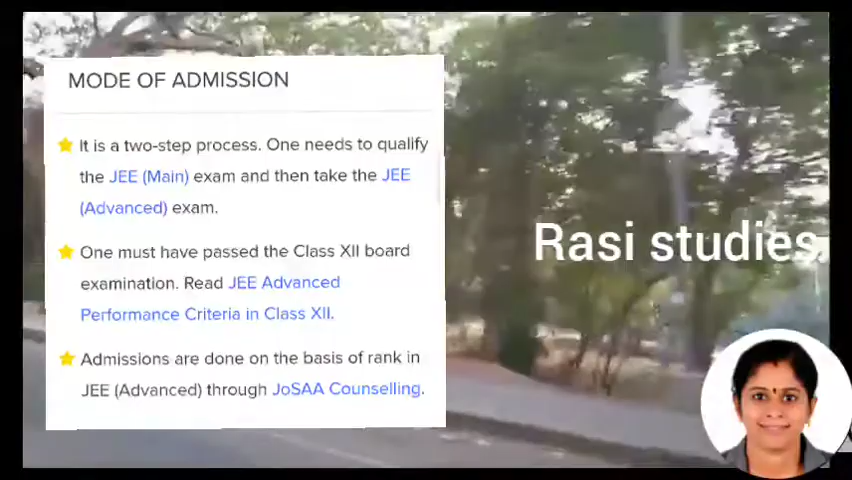 MODE OF ADMISSION
It is a two-step process. One needs to qualify
the JEE (Main) exam and then take the JEE
(Advanced) exam.
One must have passed the Class XII board
examination. Read JEE Advanced
Performance Criteria in Class XII.
Admissions are done on the basis of rank in
JEE (Advanced) through JoSAA Counselling.
Rasi studies